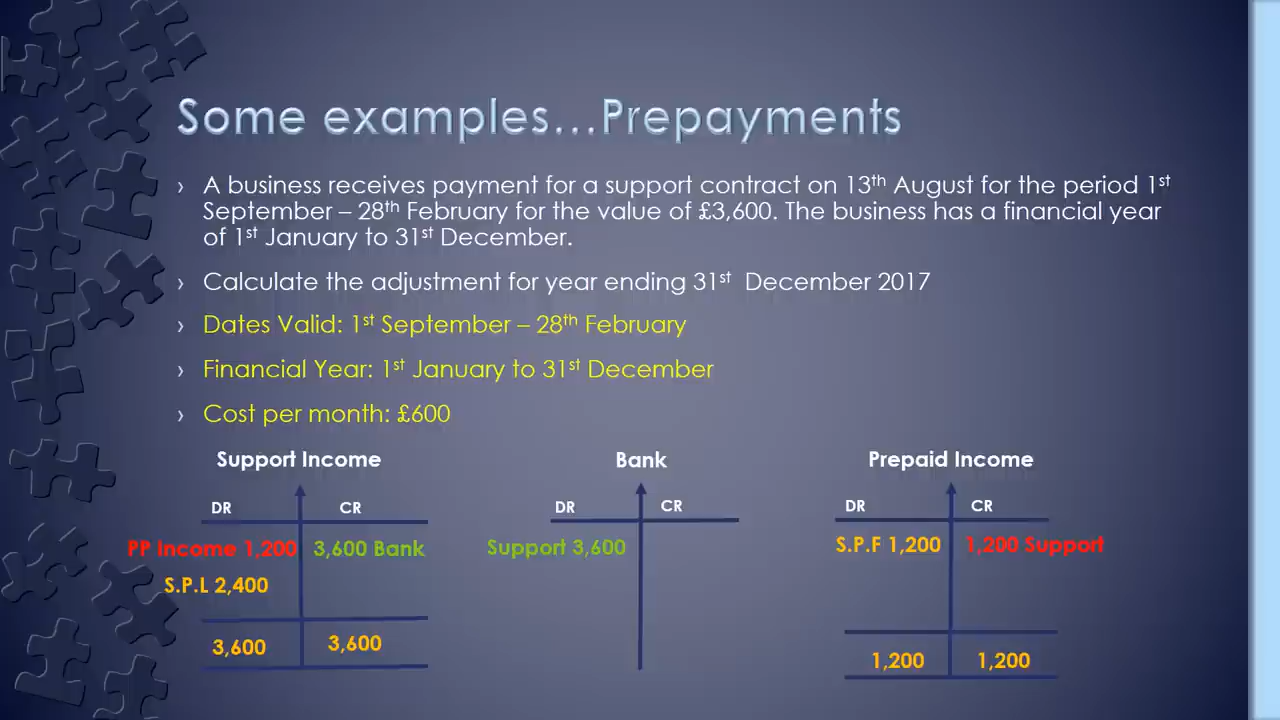 Some examples…Prepayments
› A business receives payment for a support contract on 13th August for the period 1st
September – 28th February for the value of £3,600. The business has a financial year
of 1st January to 31st December.
› Calculate the adjustment for year ending 31st December 2017
› Dates Valid: 1st September – 28th February
› Financial Year: 1st January to 31st December
› Cost per month: £600
Support Income
DR CR
PP Income 1,200 3,600 Bank
S.P.L 2,400
3,600 3,600
Bank
DR CR
Support 3,600
Prepaid Income
DR CR
S.P.F 1,200 1,200 Support
1,200 1,200